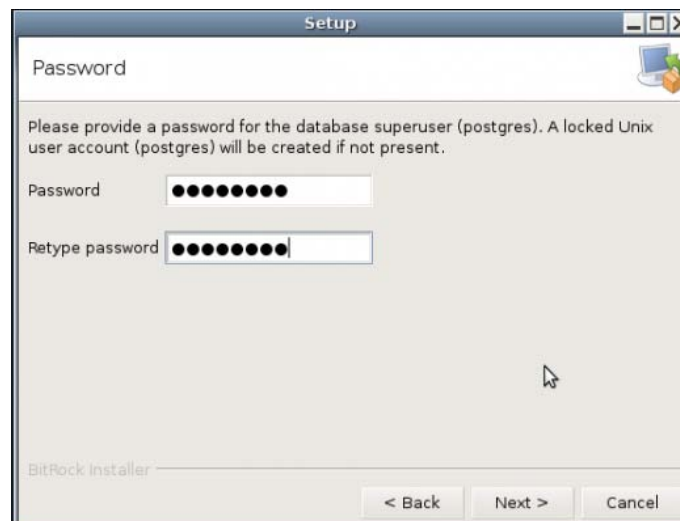 Setup
Password
Please provide a password for the database superuser (postgres). A locked Unix
user account (postgres) will be created if not present.
Password ●●●●●●●●
Retype password ●●●●●●●●
BitRock Installer
< Back Next > Cancel